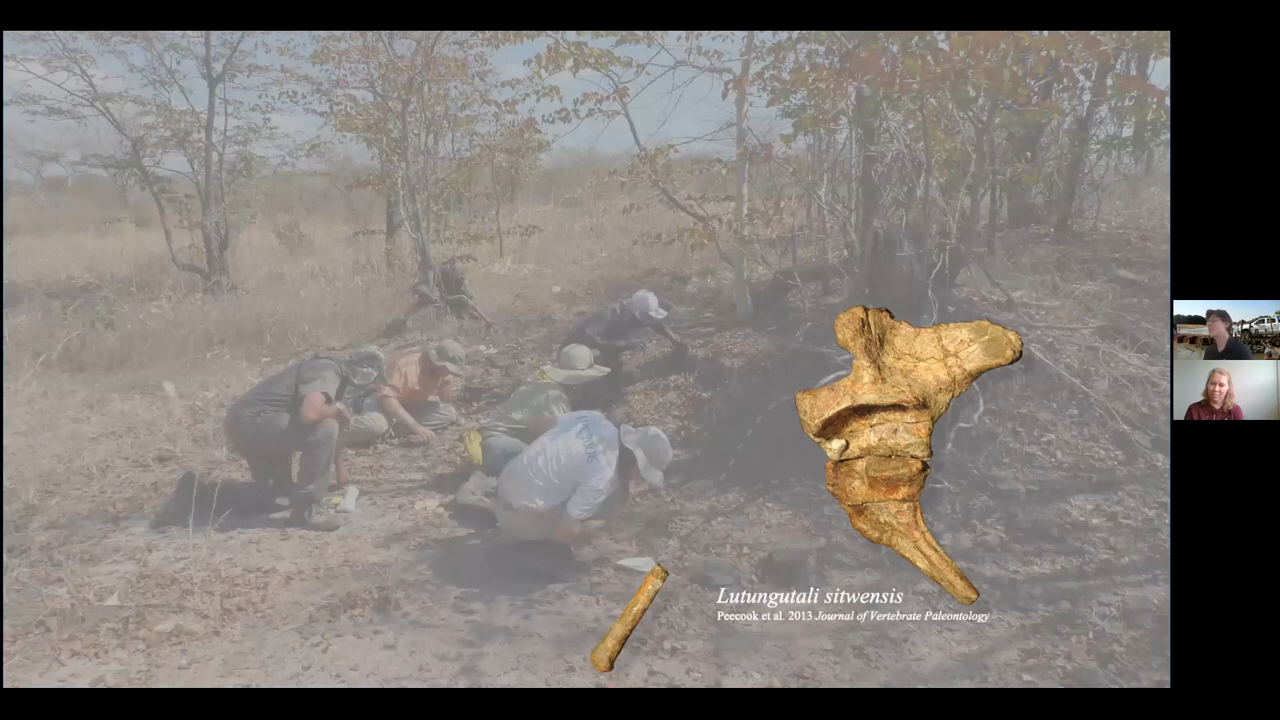 Lutungutali sitwensis
Peecook et al. 2013 Journal of Vertebrate Paleontology